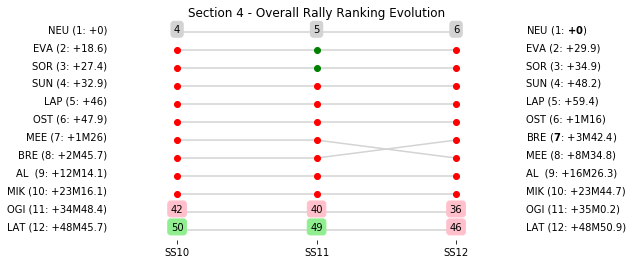 Section 4 - Overall Rally Ranking Evolution
NEU (1: +0) 4 5 6 NEU (1: +0)
EVA (2: +18.6) EVA (2: +29.9)
SOR (3: +27.4) SOR (3: +34.9)
SUN (4: +32.9) SUN (4: +48.2)
LAP (5: +46) LAP (5: +59.4)
OST (6: +47.9) OST (6: +1M16)
MEE (7: +1M26) BRE (7: +3M42.4)
BRE (8: +2M45.7) MEE (8: +8M34.8)
AL (9: +12M14.1) AL (9: +16M26.3)
MIK (10: +23M16.1) MIK (10: +23M44.7)
OGI (11: +34M48.4) 42 40 36 OGI (11: +35M0.2)
LAT (12: +48M45.7) 50 49 46 LAT (12: +48M50.9)
SS10 SS11 SS12